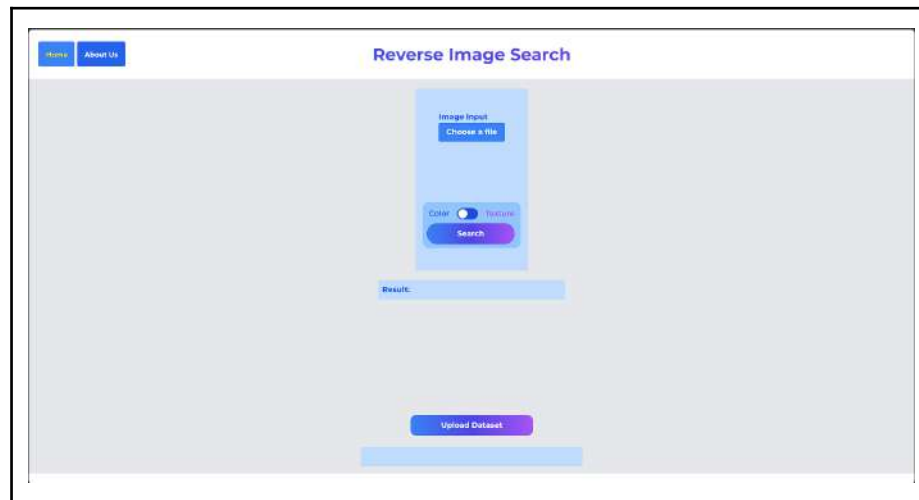 Home About Us Reverse Image Search
Image Input
Choose a file
Color Texture
Search
Result:
Upload Dataset